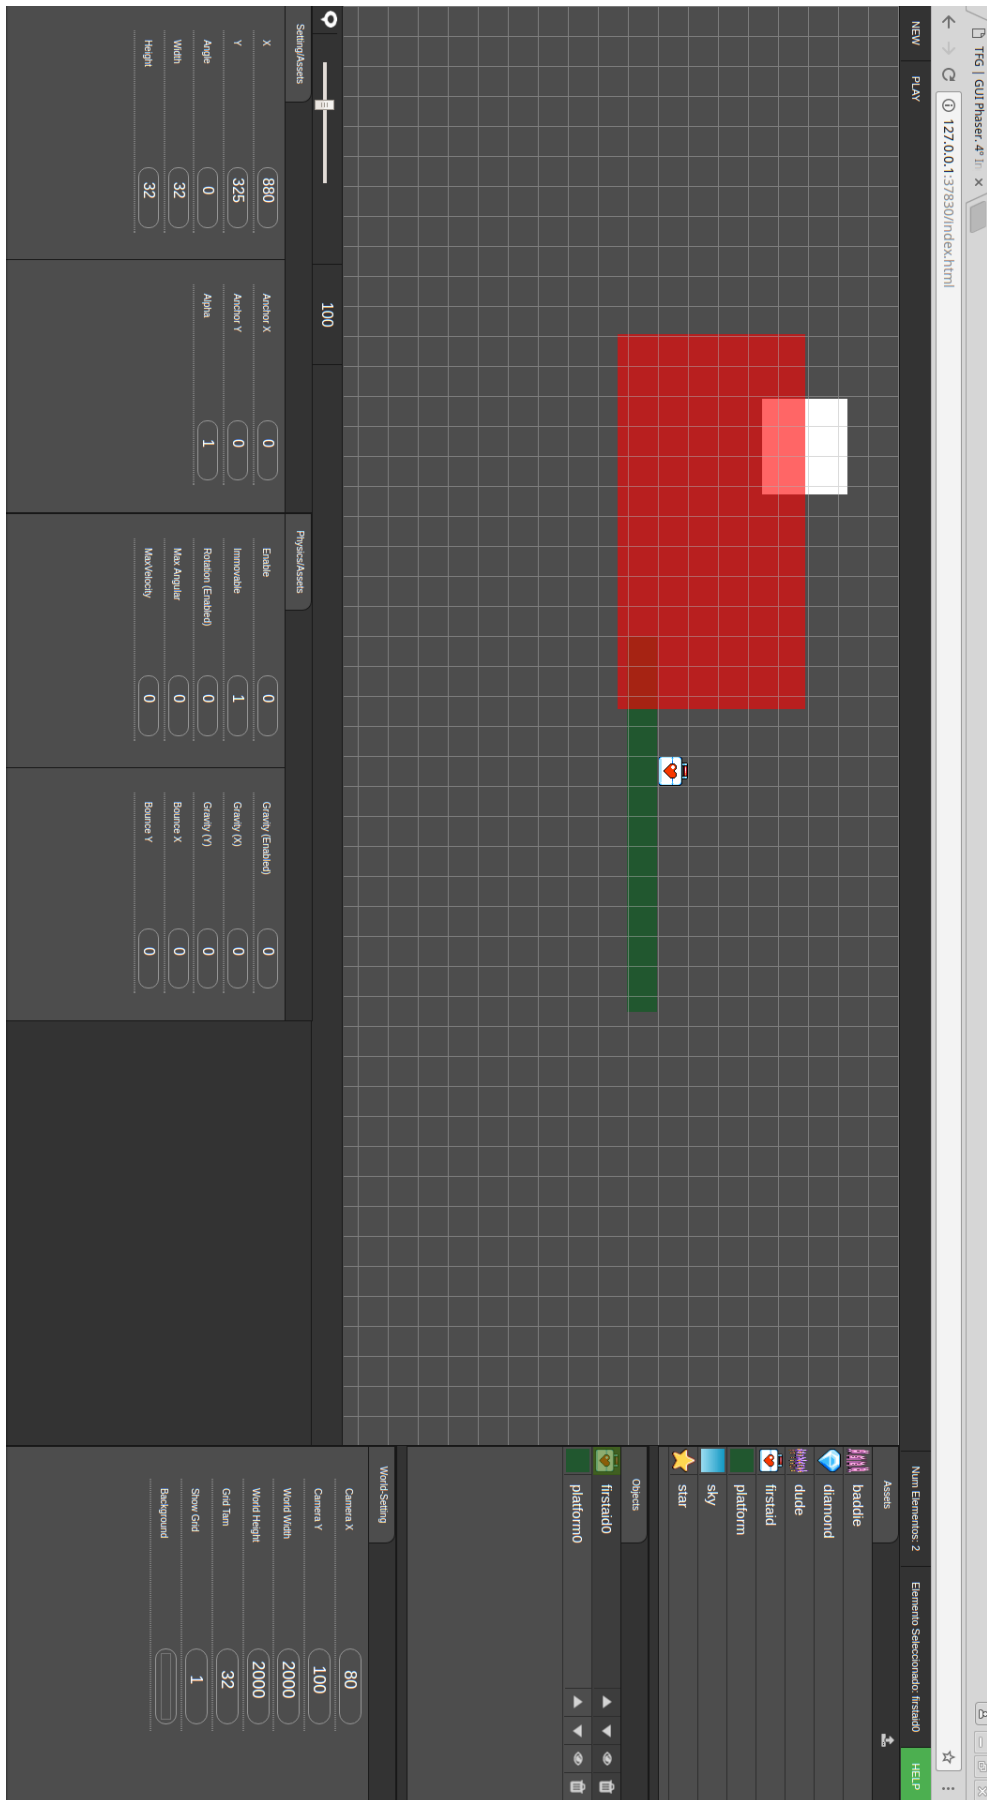 TFG | GUI Phaser. 4º In
127.0.0.1:37830/index.html
NEW
PLAY
Num Elementos: 2
Elemento Seleccionado: firstaid0
HELP
Assets
baddie
diamond
dude
firstaid
platform
sky
star
Objects
firstaid0
platform0
100
Setting/Assets
X 880
Y 325
Angle 0
Width 32
Height 32
Anchor X 0
Anchor Y 0
Alpha 1
Physics/Assets
Enable 0
Immovable 1
Rotation (Enabled) 0
Max Angular 0
MaxVelocity 0
Gravity (Enabled) 0
Gravity (X) 0
Gravity (Y) 0
Bounce X 0
Bounce Y 0
World-Setting
Camera X 80
Camera Y 100
World Width 2000
World Height 2000
Grid Tam 32
Show Grid 1
Background